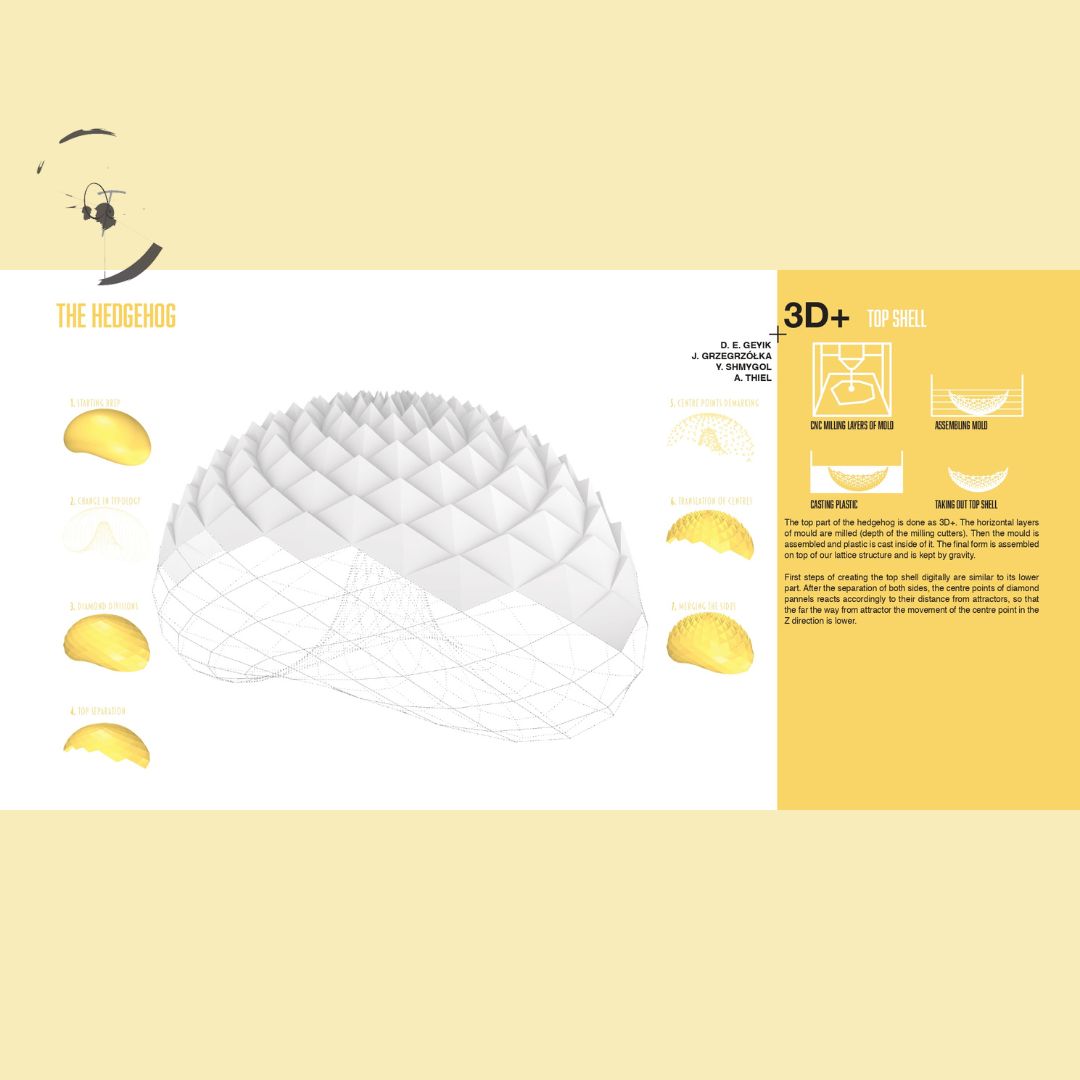 THE HEDGEHOG
D. E. GEYIK
J. GRZEGRZÓŁKA
Y. SHMYGOL
A. THIEL
1. STARTING BREP
2. CHANGE IN TYPOLOGY
3. DIAMOND DIVISIONS
4. TOP SEPARATION
5. CENTRE POINTS DEMARKING
6. TRANSLATION OF CENTRES
7. MERGING THE SIDES
3D+ TOP SHELL
CNC MILLING LAYERS OF MOLD
ASSEMBLING MOLD
CASTING PLASTIC
TAKING OUT TOP SHELL
The top part of the hedgehog is done as 3D+. The horizontal layers
of mould are milled (depth of the milling cutters). Then the mould is
assembled and plastic is cast inside of it. The final form is assembled
on top of our lattice structure and is kept by gravity.
First steps of creating the top shell digitally are similar to its lower
part. After the separation of both sides, the centre points of diamond
pannels reacts accordingly to their distance from attractors, so that
the far the way from attractor the movement of the centre point in the
Z direction is lower.